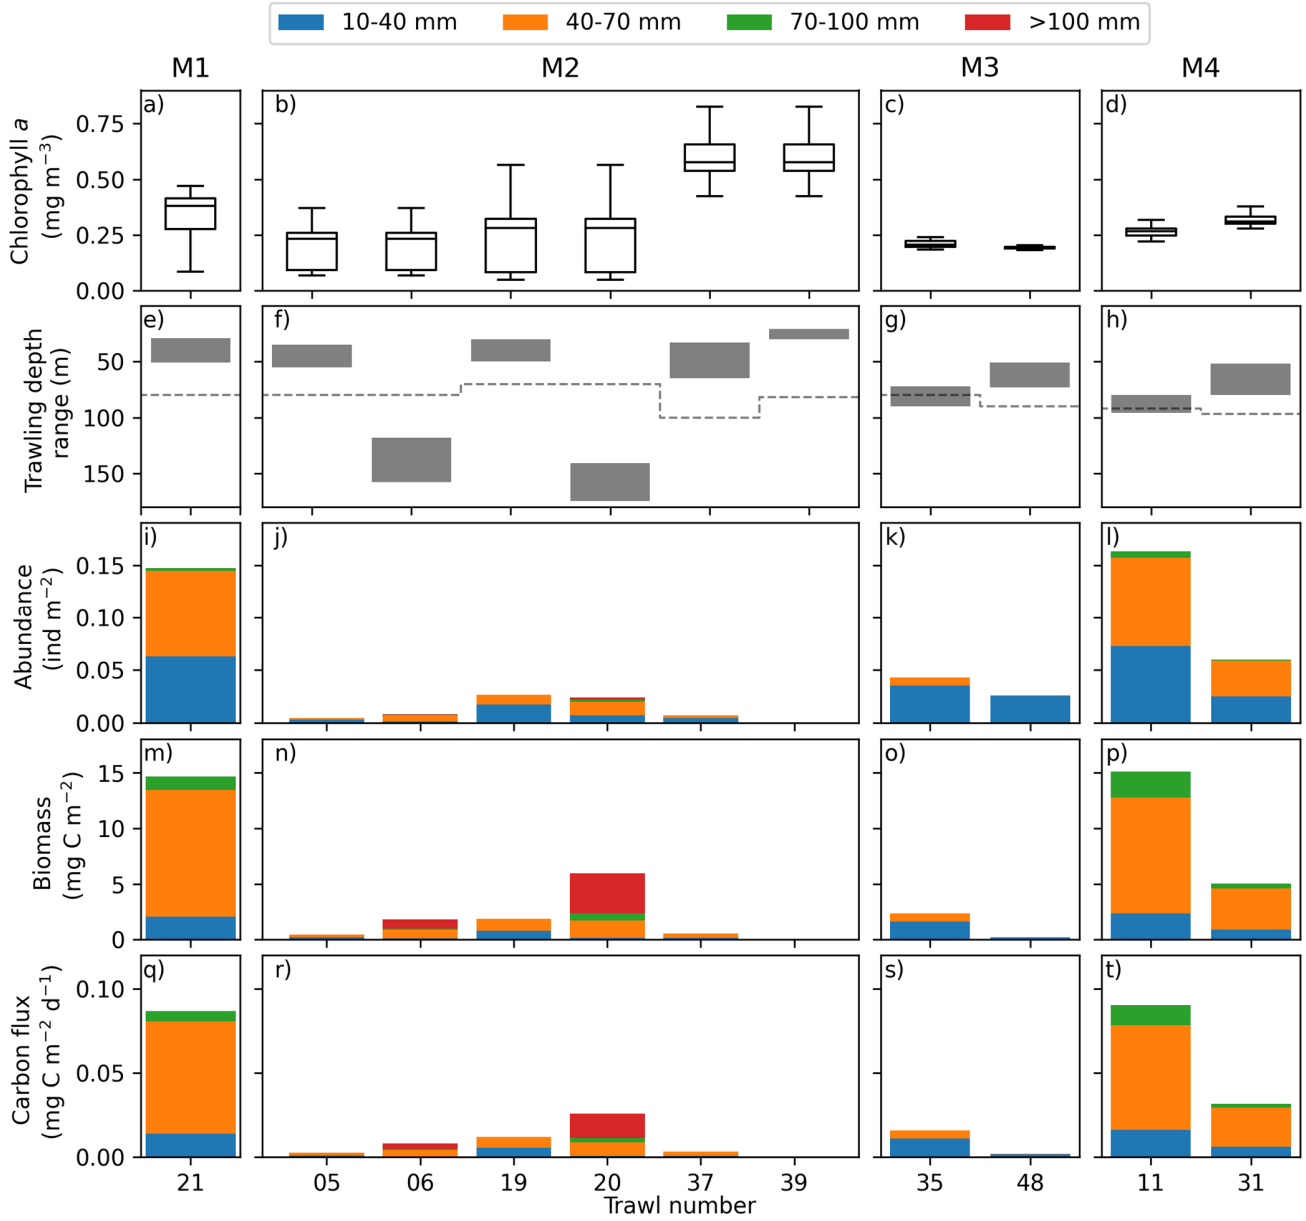 10-40 mm 40-70 mm 70-100 mm >100 mm
M1 M2 M3 M4
a) b) c) d)
Chlorophyll a
(mg m⁻³)
0.75
0.50
0.25
0.00
e) f) g) h)
Trawling depth
range (m)
50
100
150
i) j) k) l)
Abundance
(ind m⁻²)
0.15
0.10
0.05
0.00
m) n) o) p)
Biomass
(mg C m⁻²)
15
10
5
0
q) r) s) t)
Carbon flux
(mg C m⁻² d⁻¹)
0.10
0.05
0.00
21 05 06 19 20 37 39 35 48 11 31
Trawl number